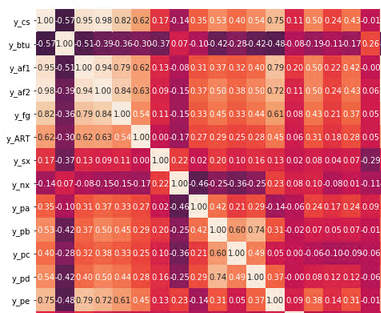 y_cs 1.00 -0.57 0.95 0.98 0.82 0.62 0.17 -0.14 0.35 0.53 0.40 0.54 0.75 0.50 0.24 0.43 -0.01
y_btu -0.57 1.00 -0.51 -0.39 -0.36 -0.30 -0.37 0.07 -0.10 -0.42 -0.28 -0.42 -0.48 -0.08 -0.19 -0.11 -0.17 0.26
y_af1 0.95 -0.51 1.00 0.94 0.79 0.62 0.13 -0.08 0.31 0.37 0.32 0.40 0.79 0.20 0.50 0.22 0.42 -0.00
y_af2 0.98 -0.39 0.94 1.00 0.84 0.63 0.09 -0.15 0.37 0.50 0.38 0.50 0.72 0.11 0.50 0.24 0.43 0.06
y_fg 0.82 -0.36 0.79 0.84 1.00 0.54 0.11 -0.15 0.33 0.45 0.33 0.44 0.61 0.08 0.43 0.21 0.37 0.05
y_ART 0.62 -0.30 0.62 0.63 0.54 1.00 0.00 -0.17 0.27 0.29 0.25 0.28 0.45 0.06 0.31 0.18 0.28 0.05
y_sx 0.17 -0.37 0.13 0.09 0.11 0.00 1.00 0.22 0.02 0.20 0.10 0.16 0.13 0.02 0.08 0.04 0.07 -0.29
y_nx -0.14 0.07 -0.08 -0.15 -0.15 -0.17 0.22 1.00 -0.46 -0.25 -0.36 -0.25 0.23 0.08 0.10 -0.08 0.01 -0.11
y_pa 0.35 -0.10 0.31 0.37 0.33 0.27 0.02 -0.46 1.00 0.42 0.21 0.29 -0.14 -0.06 0.24 0.17 0.24 0.09
y_pb 0.53 -0.42 0.37 0.50 0.45 0.29 0.20 -0.25 0.42 1.00 0.60 0.74 0.31 -0.02 0.07 0.05 0.07 -0.01
y_pc 0.40 -0.28 0.32 0.38 0.33 0.25 0.10 -0.36 0.21 0.60 1.00 0.49 0.05 0.00 -0.06 -0.10 -0.09 -0.06
y_pd 0.54 -0.42 0.40 0.50 0.44 0.28 0.16 -0.25 0.29 0.74 0.49 1.00 0.37 -0.00 0.08 0.12 0.12 -0.06
y_pe 0.75 -0.48 0.79 0.72 0.61 0.45 0.13 0.23 -0.14 0.31 0.05 0.37 1.00 0.09 0.38 0.14 0.31 -0.01